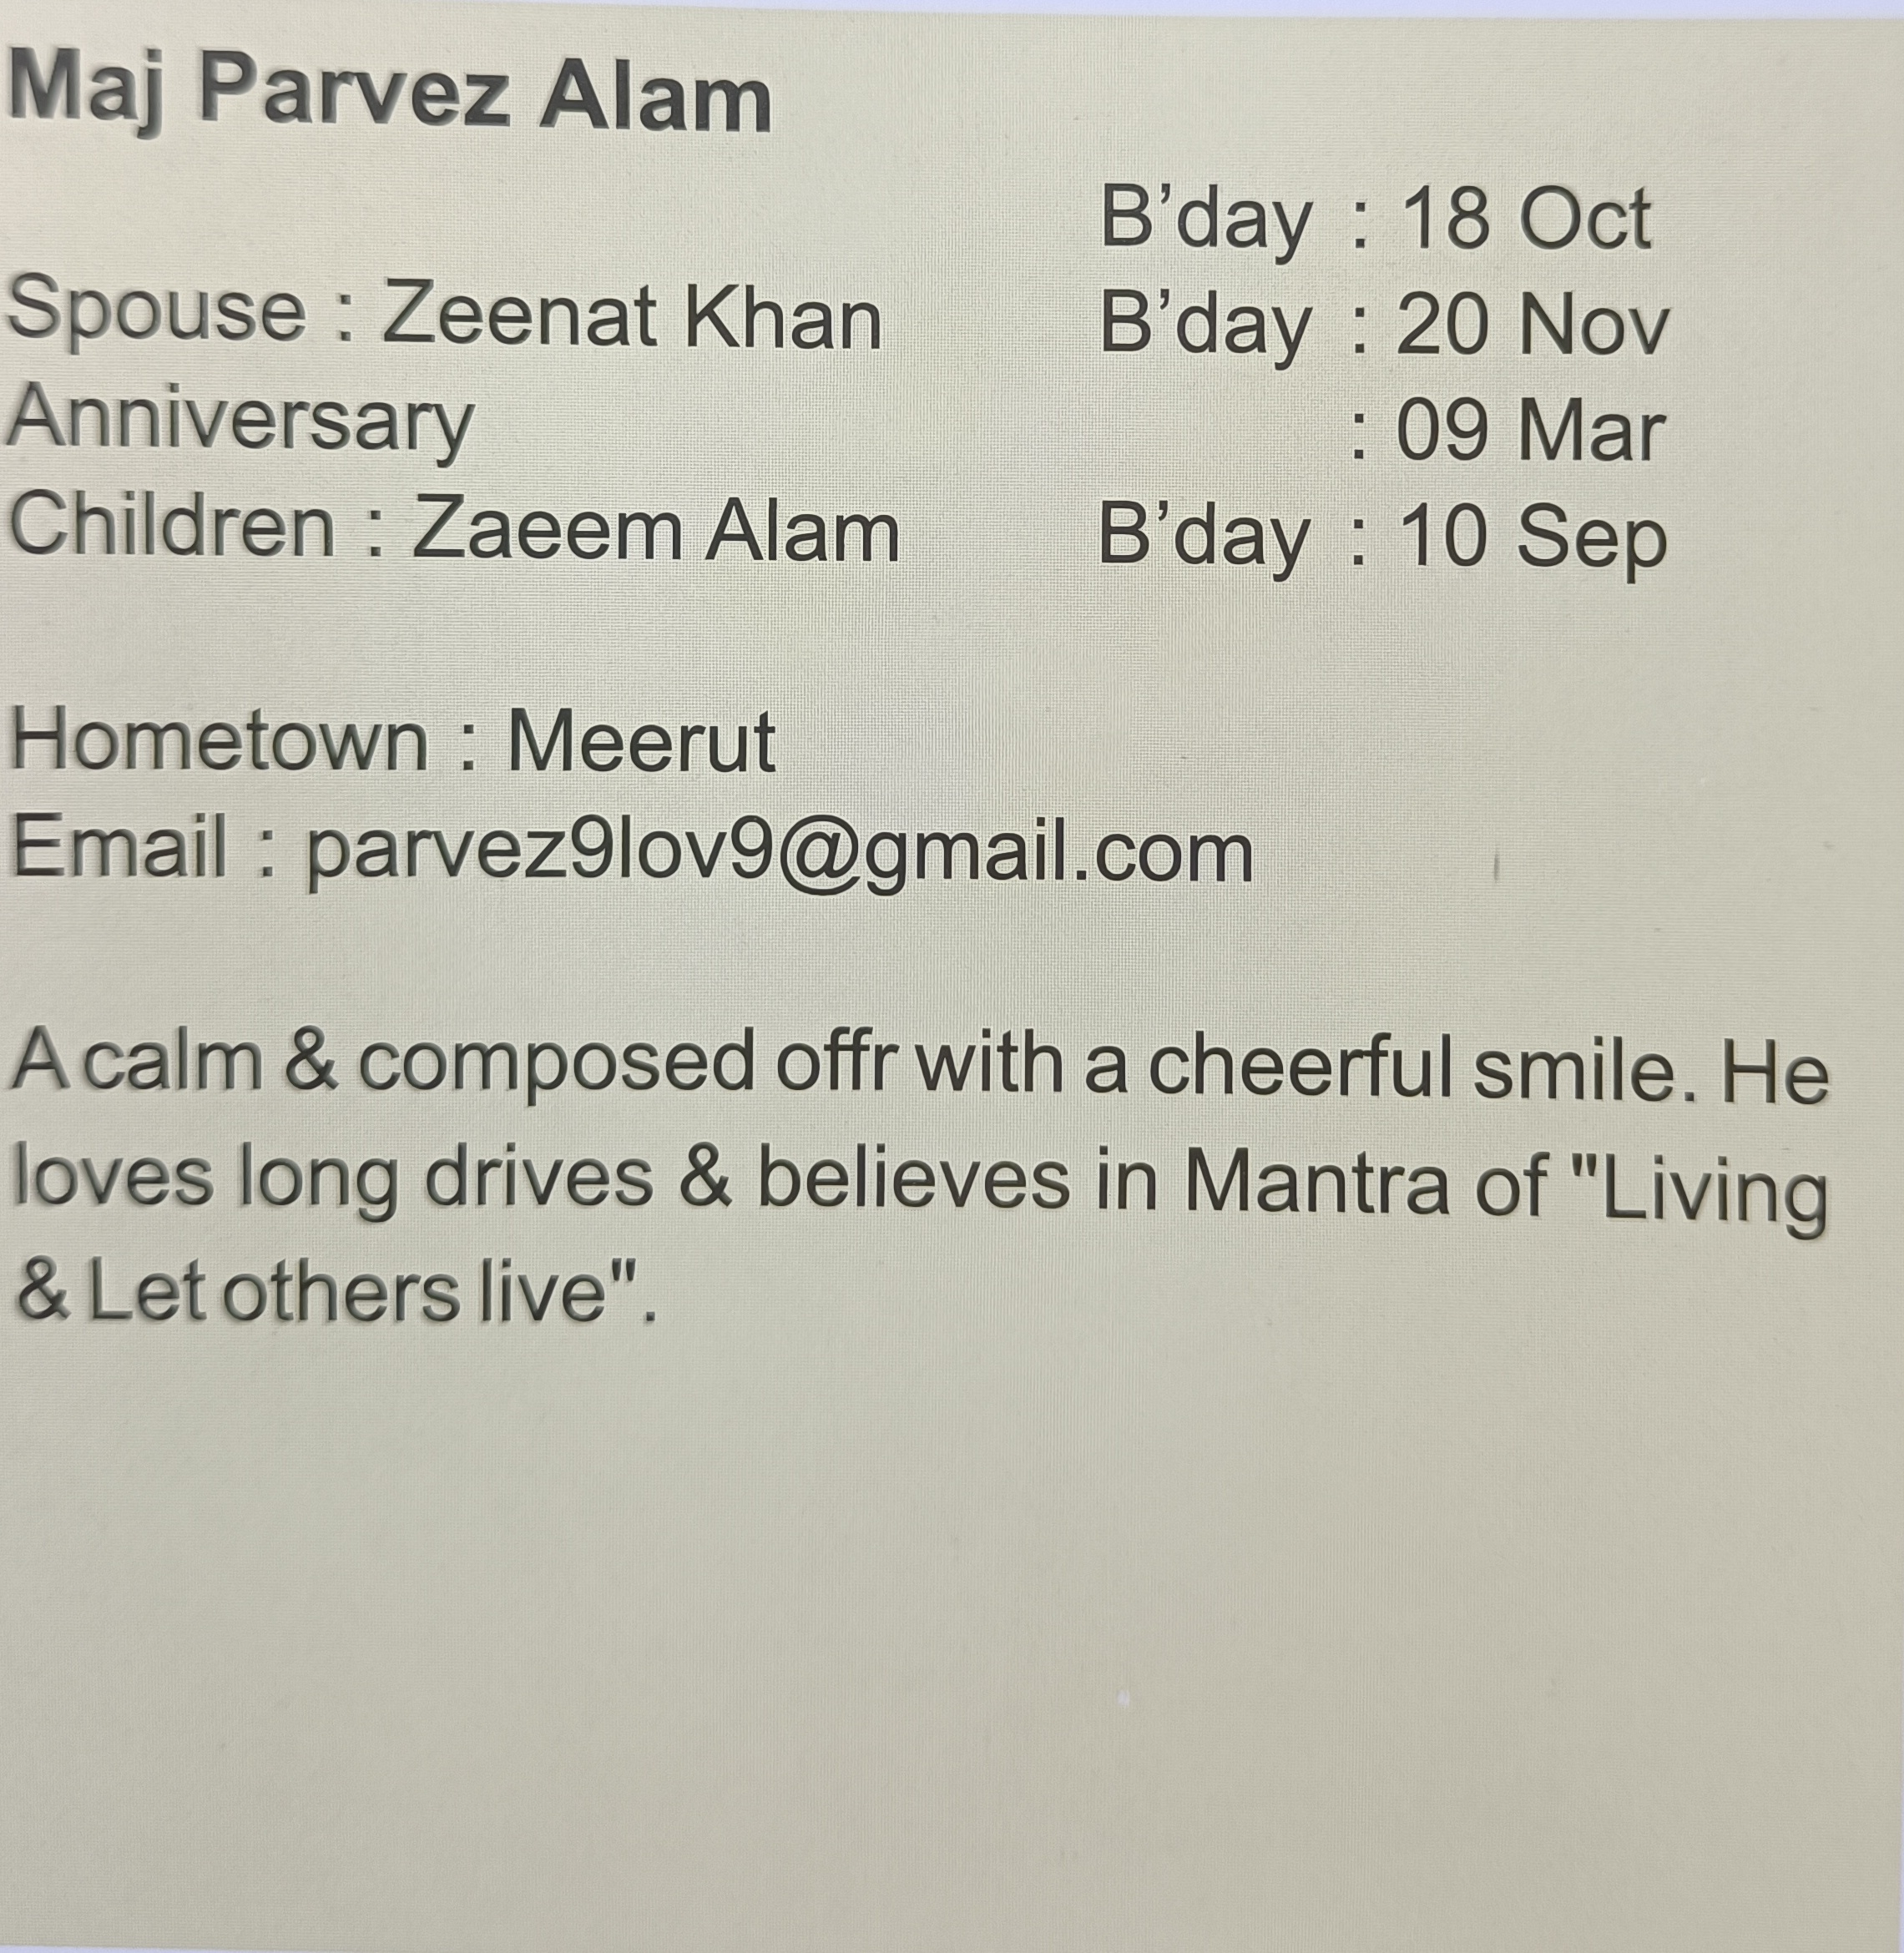 Maj Parvez Alam
B’day : 18 Oct
Spouse : Zeenat Khan B’day : 20 Nov
Anniversary : 09 Mar
Children : Zaeem Alam B’day : 10 Sep
Hometown : Meerut
Email : parvez9lov9@gmail.com
A calm & composed offr with a cheerful smile. He
loves long drives & believes in Mantra of "Living
& Let others live".